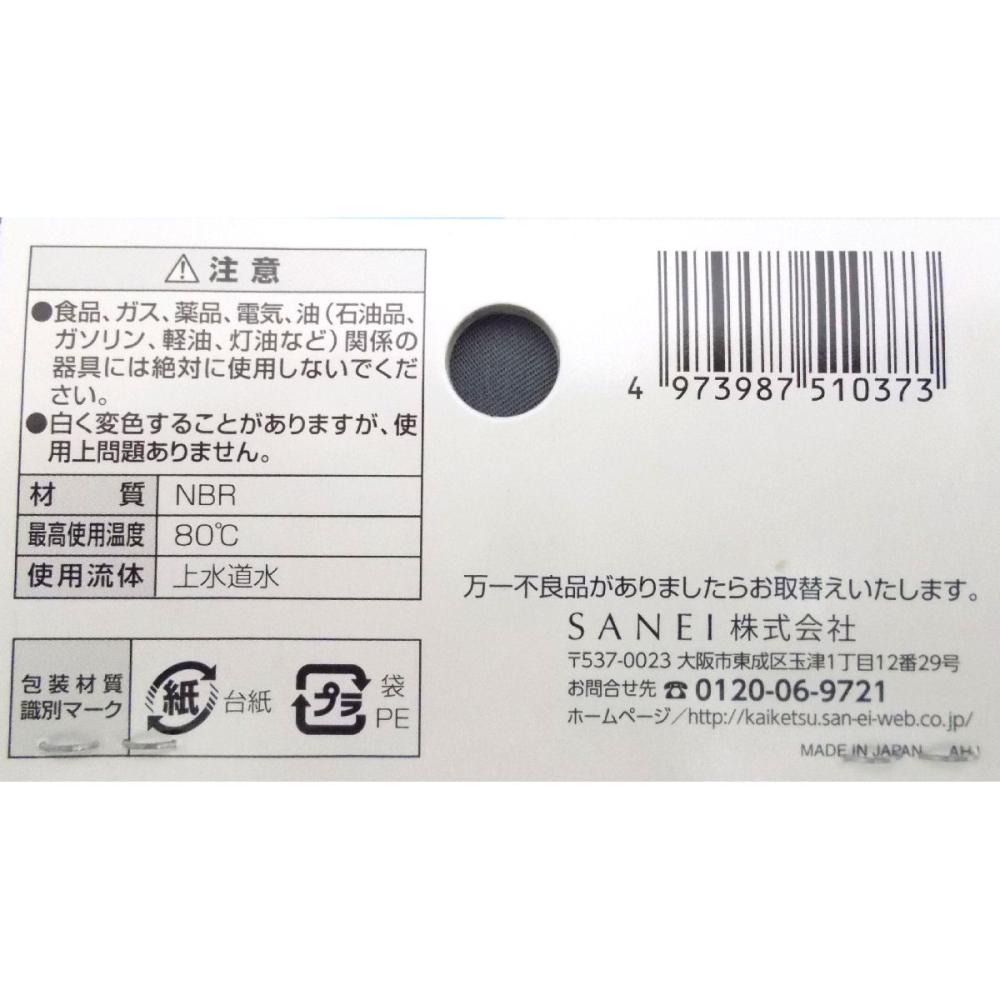 注意
●食品、ガス、薬品、電気、油(石油品、
ガソリン、軽油、灯油など)関係の
器具には絶対に使用しないでくだ
さい。
●白く変色することがありますが、使
用上問題ありません。
材 質 NBR
最高使用温度 80℃
使用流体 上水道水
包装材質
識別マーク
紙 台紙
プラ 袋
PE
4 973987 510373
万一不良品がありましたらお取替えいたします。
SANEI 株式会社
〒537-0023 大阪市東成区玉津1丁目12番29号
お問合せ先 ☎ 0120-06-9721
ホームページ/http://kaiketsu.san-ei-web.co.jp/
MADE IN JAPAN